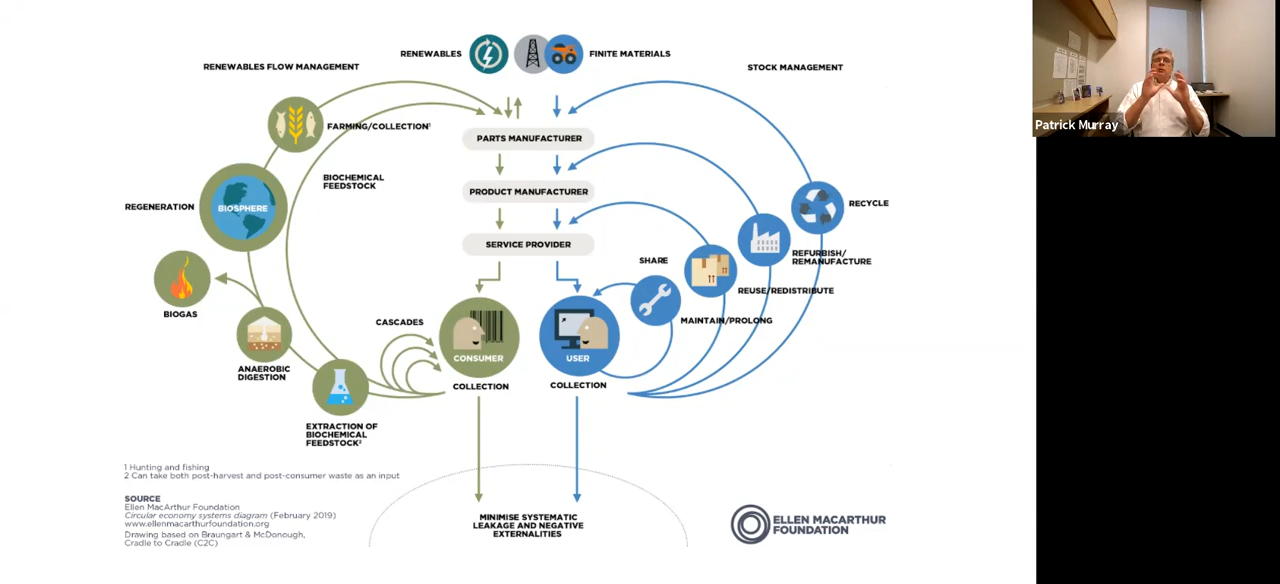 RENEWABLES
FINITE MATERIALS
RENEWABLES FLOW MANAGEMENT
STOCK MANAGEMENT
Patrick Murray
FARMING/COLLECTION¹
PARTS MANUFACTURER
BIOCHEMICAL
FEEDSTOCK
PRODUCT MANUFACTURER
REGENERATION
BIOSPHERE
RECYCLE
SERVICE PROVIDER
SHARE
REFURBISH/
REMANUFACTURE
REUSE/REDISTRIBUTE
BIOGAS
CASCADES
MAINTAIN/PROLONG
CONSUMER
USER
ANAEROBIC
DIGESTION
COLLECTION
COLLECTION
EXTRACTION OF
BIOCHEMICAL
FEEDSTOCK²
1 Hunting and fishing
2 Can take both post-harvest and post-consumer waste as an input
SOURCE
Ellen MacArthur Foundation
Circular economy systems diagram (February 2019)
www.ellenmacarthurfoundation.org
Drawing based on Braungart & McDonough,
Cradle to Cradle (C2C)
MINIMISE SYSTEMATIC
LEAKAGE AND NEGATIVE
EXTERNALITIES
ELLEN MACARTHUR
FOUNDATION